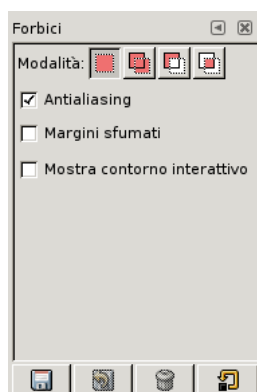 Forbici
Modalità:
Antialiasing
Margini sfumati
Mostra contorno interattivo